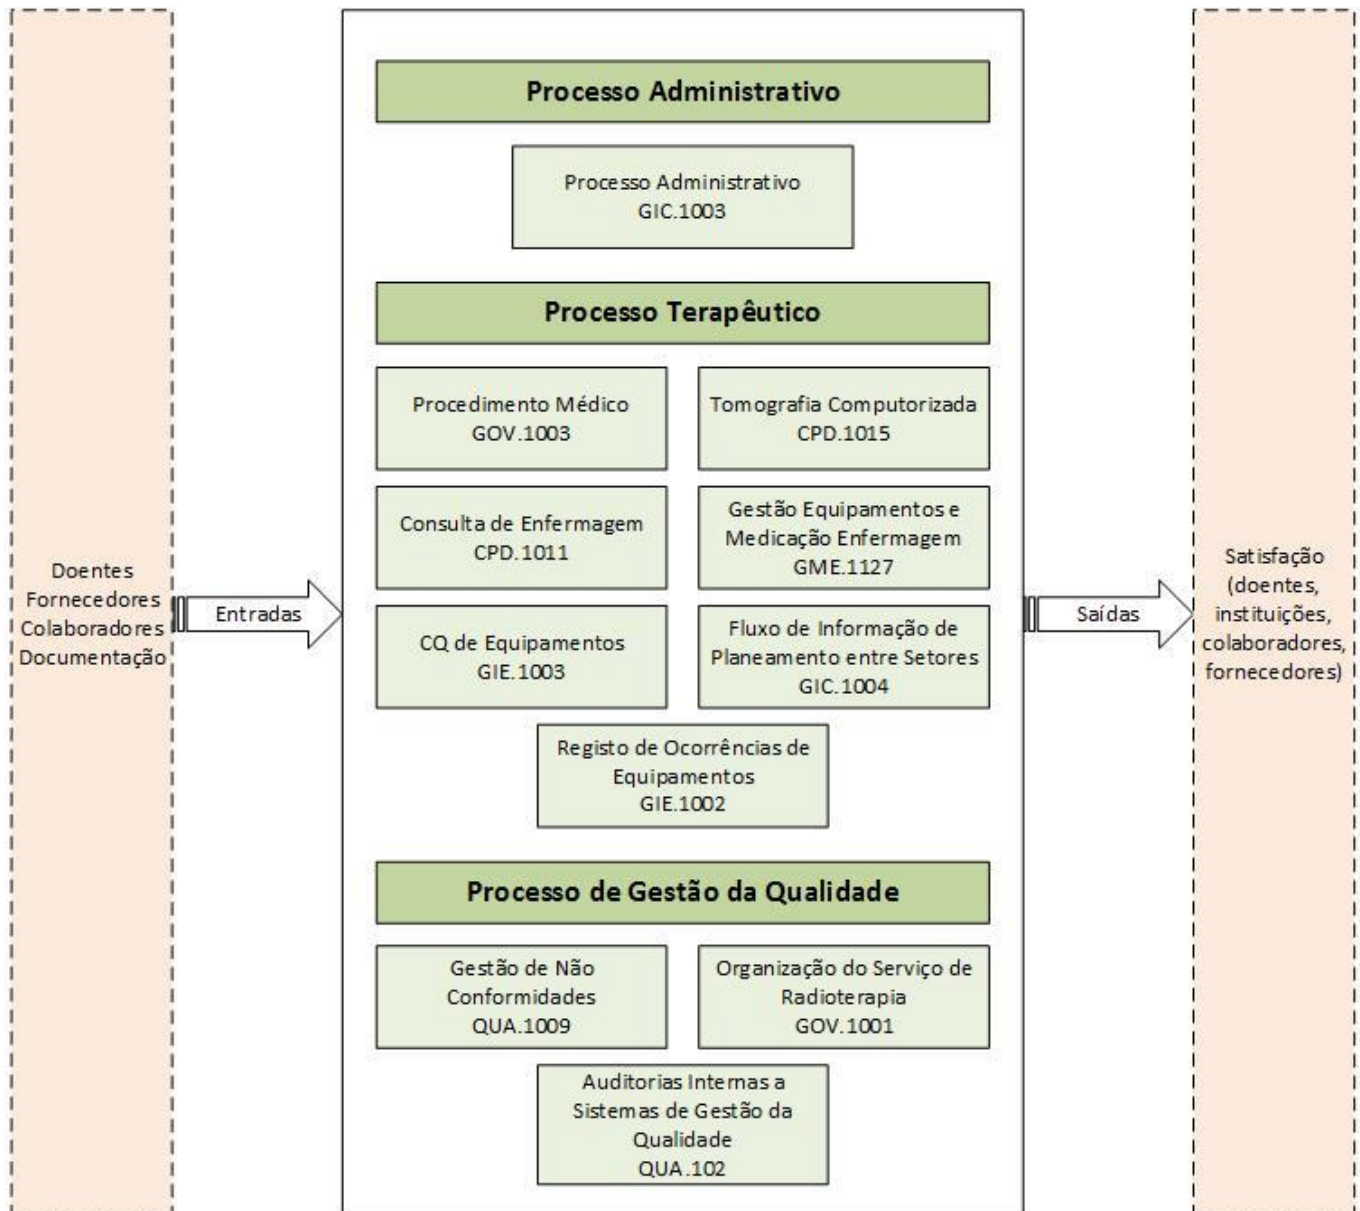 Processo Administrativo
Processo Administrativo
GIC.1003
Processo Terapêutico
Procedimento Médico
GOV.1003
Tomografia Computorizada
CPD.1015
Consulta de Enfermagem
CPD.1011
Gestão Equipamentos e
Medicação Enfermagem
GME.1127
Doentes
Fornecedores
Colaboradores
Documentação
Entradas
CQ de Equipamentos
GIE.1003
Fluxo de Informação de
Planeamento entre Setores
GIC.1004
Saídas
Satisfação
(doentes,
instituições,
colaboradores,
fornecedores)
Registo de Ocorrências de
Equipamentos
GIE.1002
Processo de Gestão da Qualidade
Gestão de Não
Conformidades
QUA.1009
Organização do Serviço de
Radioterapia
GOV.1001
Auditorias Internas a
Sistemas de Gestão da
Qualidade
QUA.102